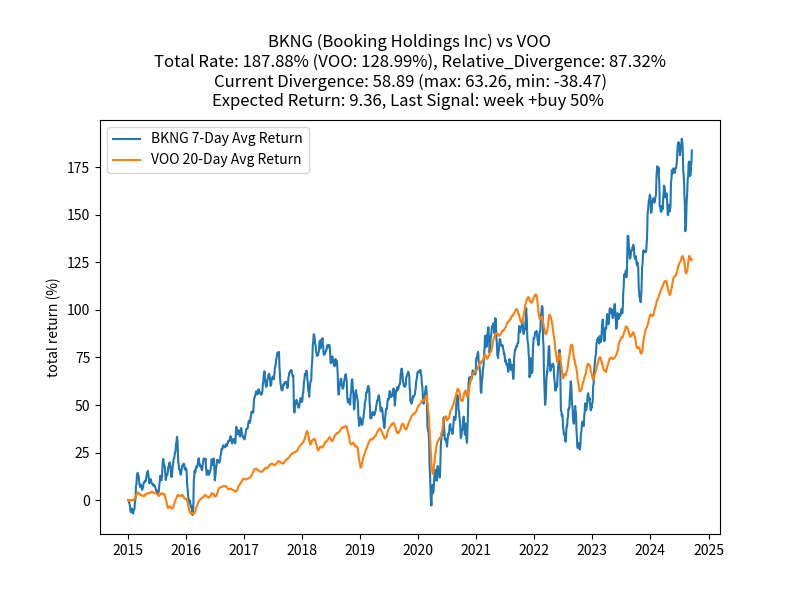 BKNG (Booking Holdings Inc) vs VOO
Total Rate: 187.88% (VOO: 128.99%), Relative_Divergence: 87.32%
Current Divergence: 58.89 (max: 63.26, min: -38.47)
Expected Return: 9.36, Last Signal: week +buy 50%
BKNG 7-Day Avg Return
VOO 20-Day Avg Return
total return (%)
175
150
125
100
75
50
25
0
2015 2016 2017 2018 2019 2020 2021 2022 2023 2024 2025